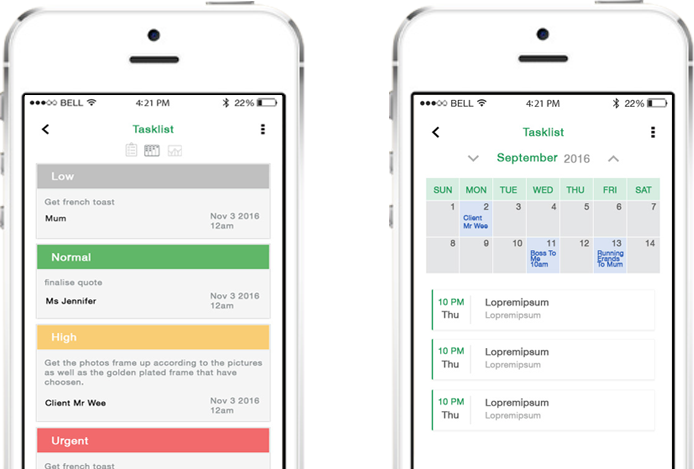 BELL 4:21 PM 22%
Tasklist
Low
Get french toast
Mum
Nov 3 2016
12am
Normal
finalise quote
Ms Jennifer
Nov 3 2016
12am
High
Get the photos frame up according to the pictures
as well as the golden plated frame that have
choosen.
Client Mr Wee
Nov 3 2016
12am
Urgent
Get french toast
BELL 4:21 PM 22%
Tasklist
September 2016
SUN MON TUE WED THU FRI SAT
1 2 3 4 5 6 7
Client
Mr Wee
8 9 10 11 12 13 14
Boss To
Me
10am
Running
Erands
To Mum
10 PM Lopremipsum
Thu Lopremipsum
10 PM Lopremipsum
Thu Lopremipsum
10 PM Lopremipsum
Thu Lopremipsum